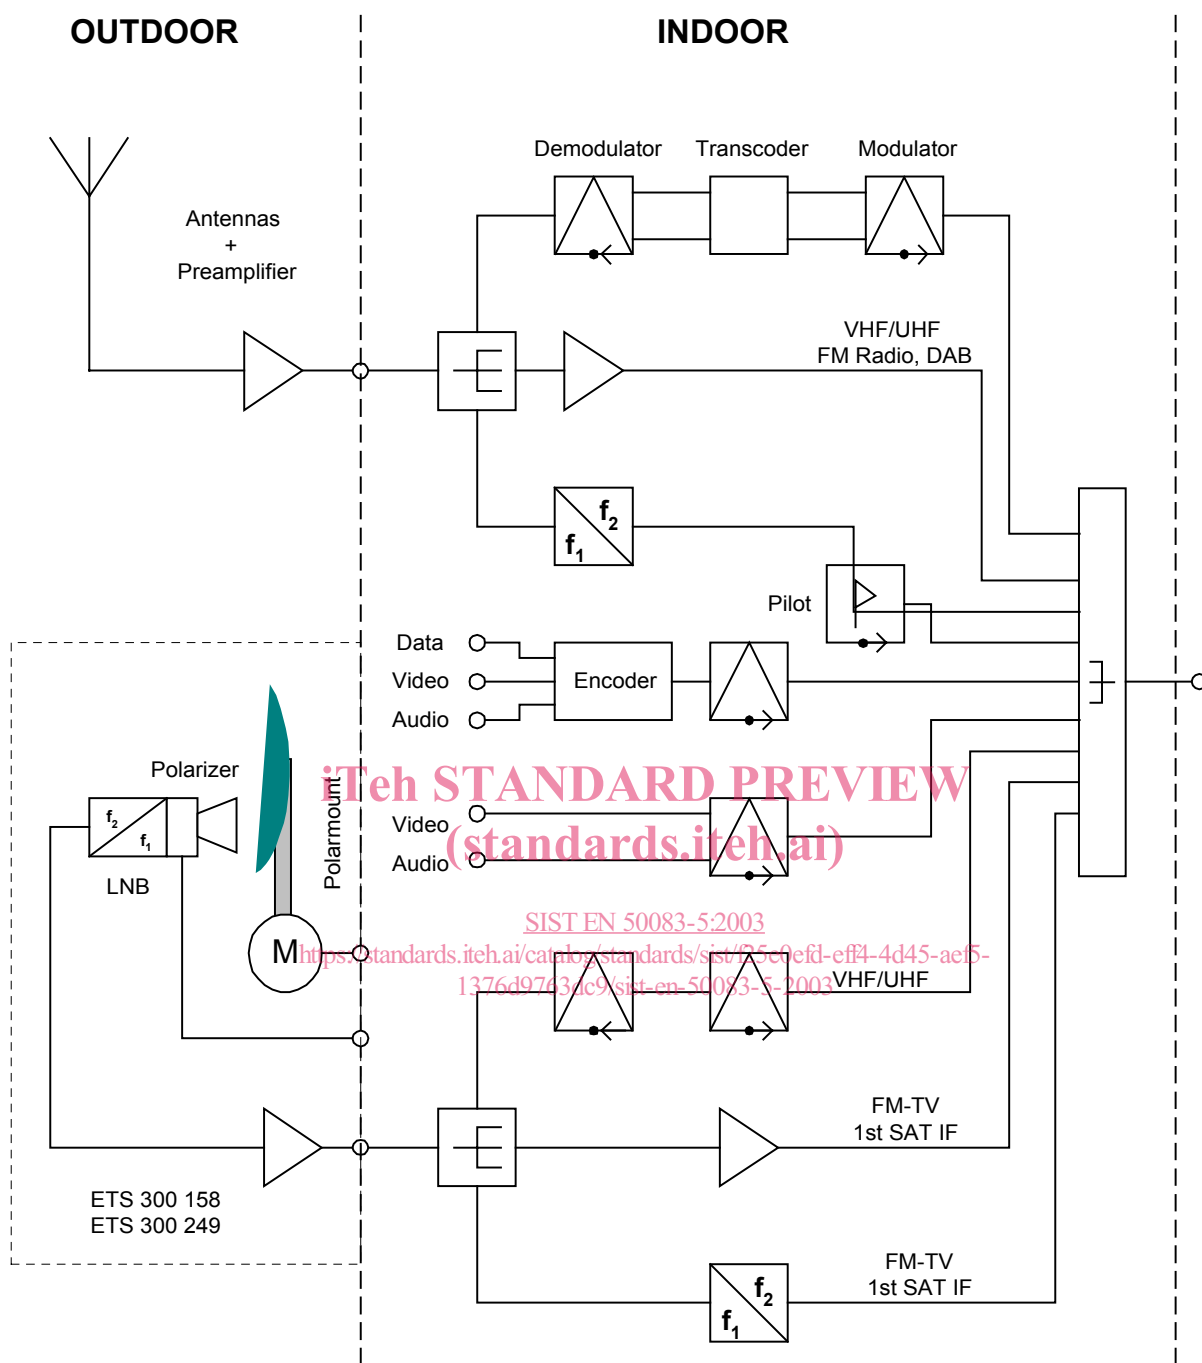 OUTDOOR
INDOOR
Demodulator
Transcoder
Modulator
Antennas
+
Preamplifier
VHF/UHF
FM Radio, DAB
f2
f1
Pilot
Data
Video
Audio
Encoder
Polarizer
Polarmount
f2
f1
LNB
M
iTeh STANDARD PREVIEW
(standards.iteh.ai)
Video
Audio
SIST EN 50083-5:2003
https://standards.iteh.ai/catalog/standards/sist/f25e0efd-eff4-4d45-aef5-
1376d9763dc9/sist-en-50083-5-2003
VHF/UHF
FM-TV
1st SAT IF
ETS 300 158
ETS 300 249
FM-TV
1st SAT IF
f2
f1